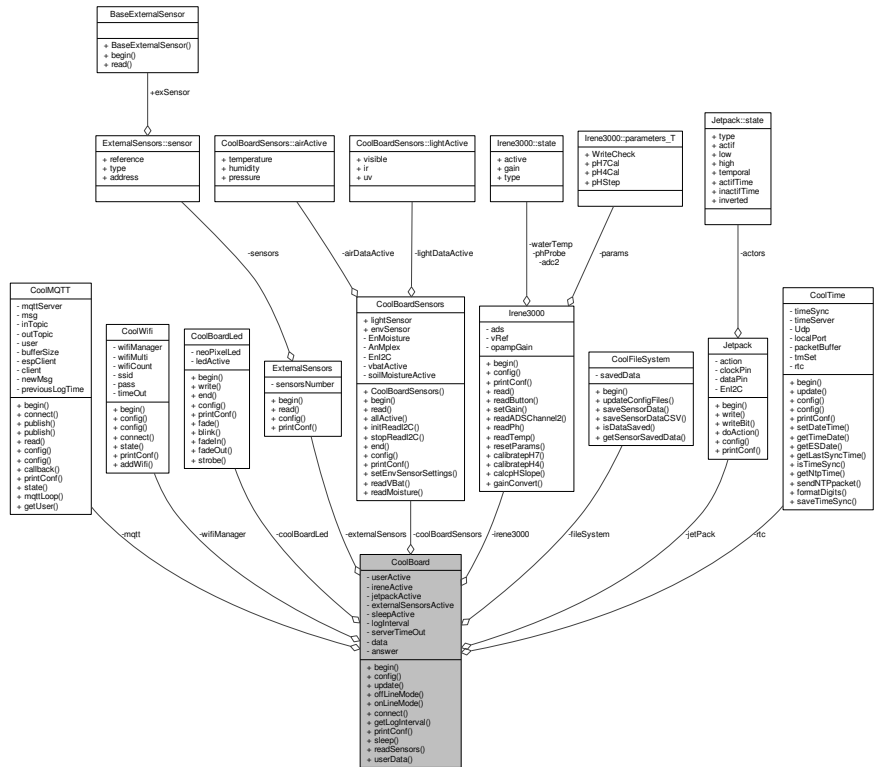 BaseExternalSensor
+ BaseExternalSensor()
+ begin()
+ read()
+exSensor
ExternalSensors::sensor
+ reference
+ type
+ address
CoolBoardSensors::airActive
+ temperature
+ humidity
+ pressure
CoolBoardSensors::lightActive
+ visible
+ ir
+ uv
Irene3000::state
+ active
+ gain
+ type
Irene3000::parameters_T
+ WriteCheck
+ pH7Cal
+ pH4Cal
+ pHStep
Jetpack::state
+ type
+ actif
+ low
+ high
+ temporal
+ actifTime
+ inactifTime
+ inverted
-sensors
-airDataActive
-lightDataActive
-waterTemp
-phProbe
-adc2
-params
-actors
CoolMQTT
- mqttServer
- msg
- inTopic
- outTopic
- user
- bufferSize
- espClient
- client
- newMsg
- previousLogTime
+ begin()
+ connect()
+ publish()
+ publish()
+ read()
+ config()
+ config()
+ callback()
+ printConf()
+ state()
+ mqttLoop()
+ getUser()
CoolWifi
- wifiManager
- wifiMulti
- wifiCount
- ssid
- pass
- timeOut
+ begin()
+ config()
+ config()
+ connect()
+ state()
+ printConf()
+ addWifi()
CoolBoardLed
- neoPixelLed
- ledActive
+ begin()
+ write()
+ end()
+ config()
+ printConf()
+ fade()
+ blink()
+ fadeIn()
+ fadeOut()
+ strobe()
ExternalSensors
- sensorsNumber
+ begin()
+ read()
+ config()
+ printConf()
CoolBoardSensors
+ lightSensor
+ envSensor
- EnMoisture
- AnMplex
- EnI2C
- vbatActive
- soilMoistureActive
+ CoolBoardSensors()
+ begin()
+ read()
+ allActive()
+ initReadI2C()
+ stopReadI2C()
+ end()
+ config()
+ printConf()
+ setEnvSensorSettings()
+ readVBat()
+ readMoisture()
Irene3000
- ads
- vRef
- opampGain
+ begin()
+ config()
+ printConf()
+ read()
+ readButton()
+ setGain()
+ readADSChannel2()
+ readPh()
+ readTemp()
+ resetParams()
+ calibratepH7()
+ calibratepH4()
+ calcpHSlope()
+ gainConvert()
CoolFileSystem
- savedData
+ begin()
+ updateConfigFiles()
+ saveSensorData()
+ saveSensorDataCSV()
+ isDataSaved()
+ getSensorSavedData()
Jetpack
- action
- clockPin
- dataPin
- EnI2C
+ begin()
+ write()
+ writeBit()
+ doAction()
+ config()
+ printConf()
CoolTime
- timeSync
- timeServer
- Udp
- localPort
- packetBuffer
- tmSet
- rtc
+ begin()
+ update()
+ config()
+ config()
+ printConf()
+ setDateTime()
+ getTimeDate()
+ getESDate()
+ getLastSyncTime()
+ isTimeSync()
+ getNtpTime()
+ sendNTPpacket()
+ formatDigits()
+ saveTimeSync()
-mqtt
-wifiManager
-coolBoardLed
-externalSensors
-coolBoardSensors
-irene3000
-fileSystem
-jetPack
-rtc
CoolBoard
- userActive
- ireneActive
- jetpackActive
- externalSensorsActive
- sleepActive
- logInterval
- serverTimeOut
- data
- answer
+ begin()
+ config()
+ update()
+ offLineMode()
+ onLineMode()
+ connect()
+ getLogInterval()
+ printConf()
+ sleep()
+ readSensors()
+ userData()